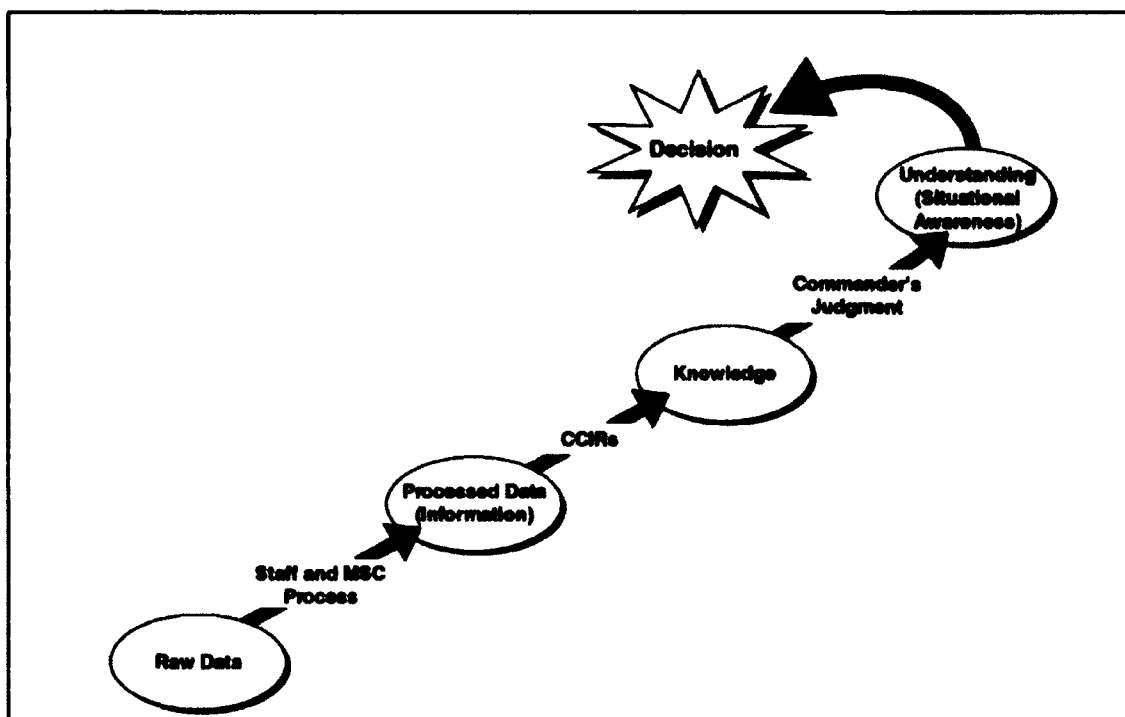 Decision
Understanding
(Situational
Awareness)
Commander's
Judgment
Knowledge
CCIRs
Processed Data
(Information)
Staff and MSC
Process
Raw Data